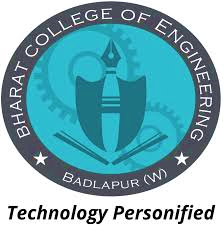 BHARAT COLLEGE OF ENGINEERING
BADLAPUR (W)
Technology Personified